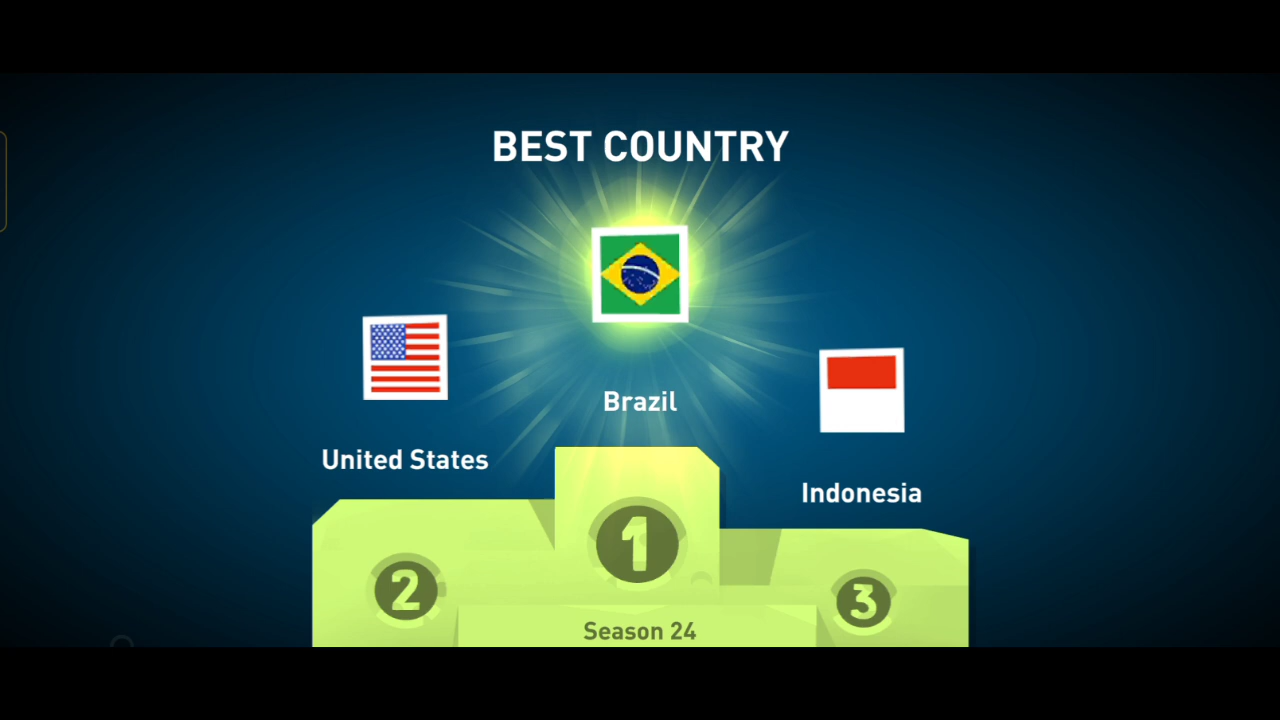 BEST COUNTRY
Brazil
United States
Indonesia
1
2
3
Season 24